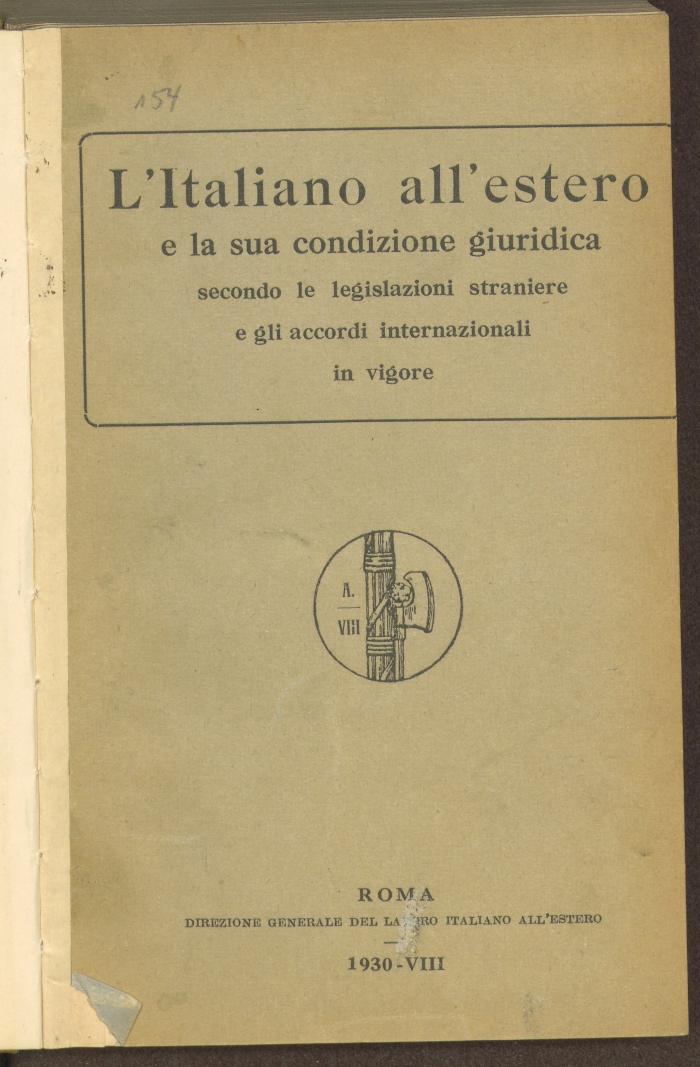 154
L'Italiano all'estero
e la sua condizione giuridica
secondo le legislazioni straniere
e gli accordi internazionali
in vigore
A.
VIII
ROMA
DIREZIONE GENERALE DEL LAVORO ITALIANO ALL'ESTERO
1930-VIII